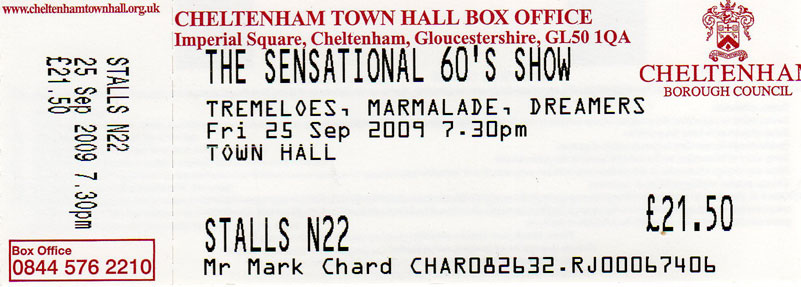 www.cheltenhamtownhall.org.uk
STALLS N22
25 Sep 2009 7.30pm
£21.50
Box Office
0844 576 2210
CHELTENHAM TOWN HALL BOX OFFICE
Imperial Square, Cheltenham, Gloucestershire, GL50 1QA
THE SENSATIONAL 60'S SHOW
TREMELOES, MARMALADE, DREAMERS
Fri 25 Sep 2009 7.30pm
TOWN HALL
CHELTENHAM
BOROUGH COUNCIL
£21.50
STALLS N22
Mr Mark Chard CHAR082632.RJ00067406